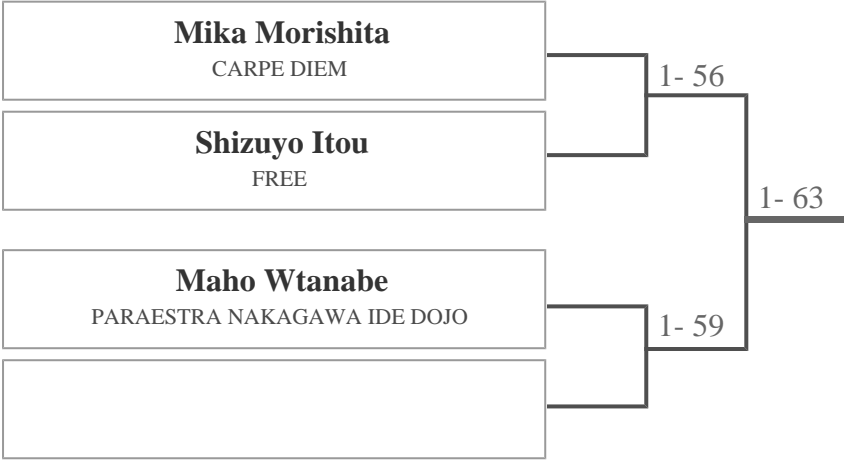 Mika Morishita
CARPE DIEM
1- 56
Shizuyo Itou
FREE
1- 63
Maho Wtanabe
PARAESTRA NAKAGAWA IDE DOJO
1- 59